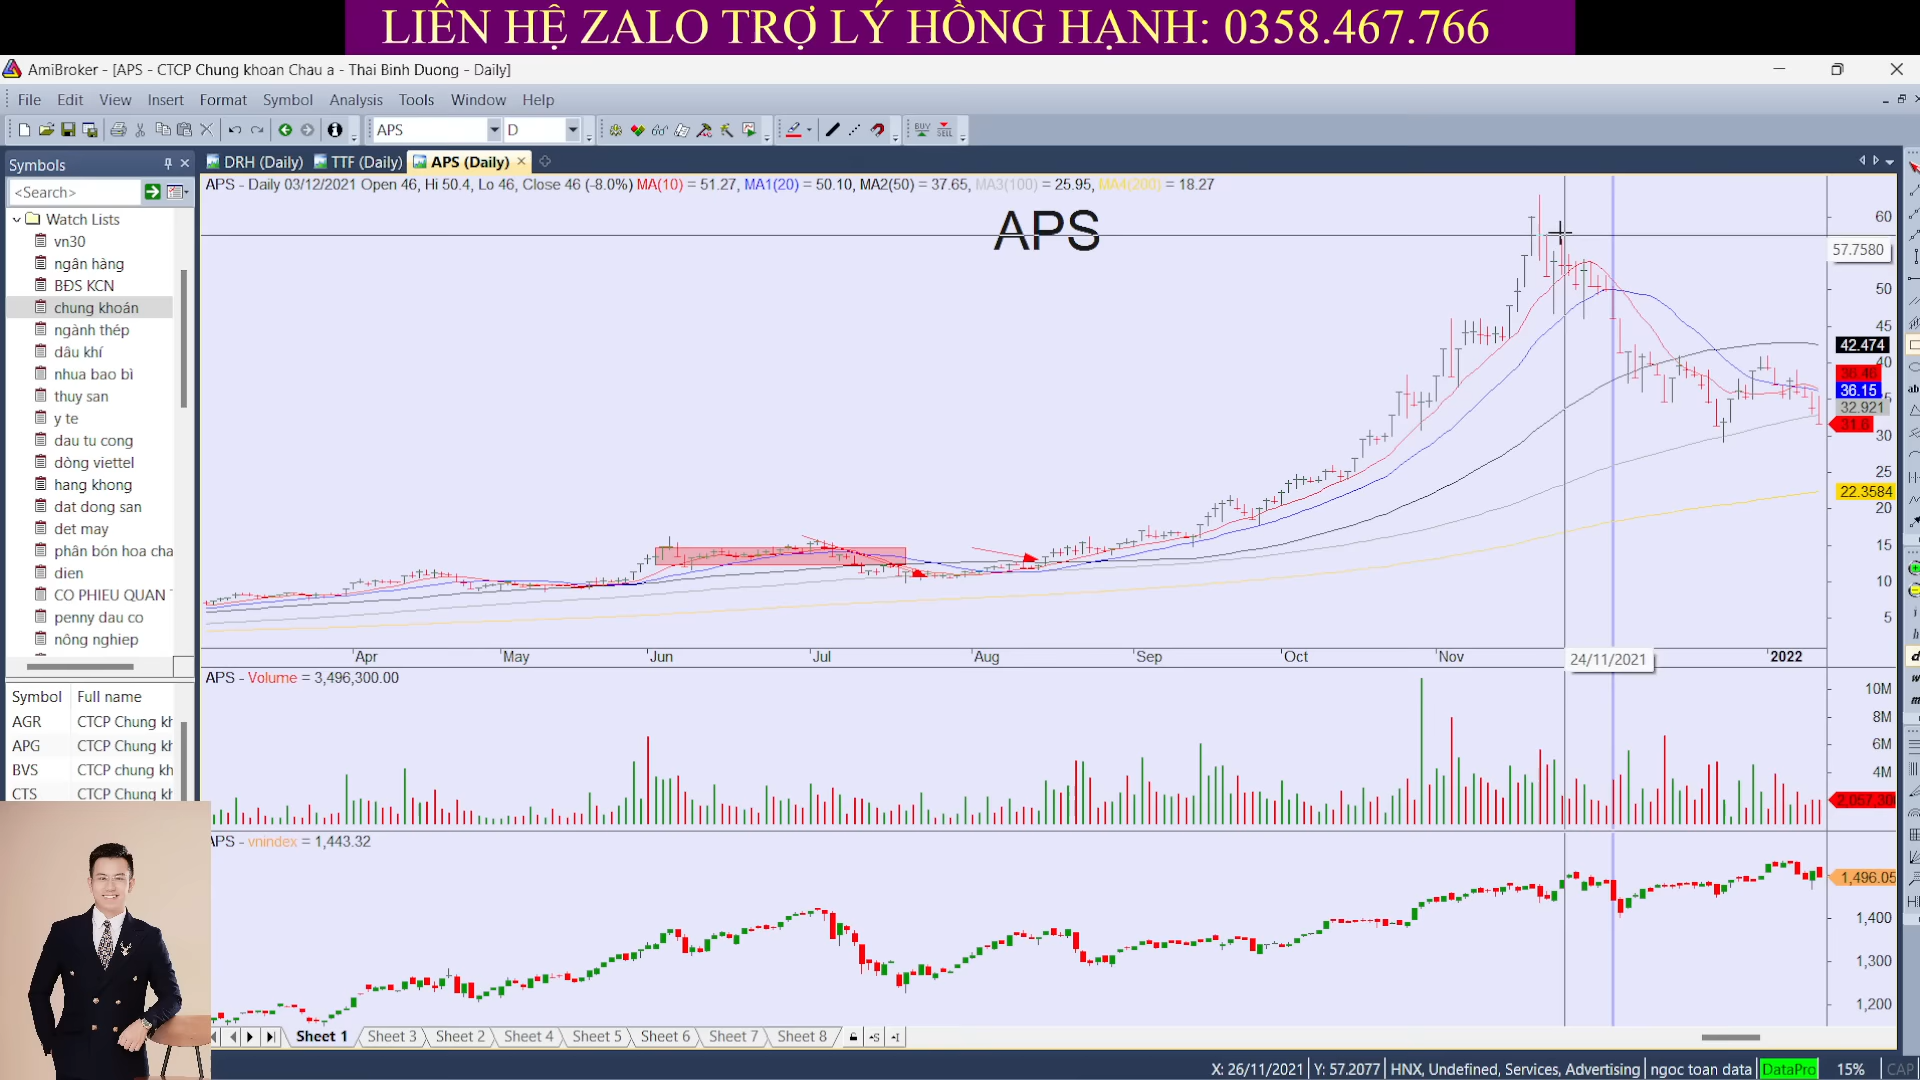 LIÊN HỆ ZALO TRỢ LÝ HỒNG HẠNH: 0358.467.766
AmiBroker - [APS - CTCP Chung khoan Chau a - Thai Binh Duong - Daily]
File Edit View Insert Format Symbol Analysis Tools Window Help
APS D BUY SELL
Symbols
DRH (Daily) TTF (Daily) APS (Daily)
<Search>
APS - Daily 03/12/2021 Open 46, Hi 50.4, Lo 46, Close 46 (-8.0%) MA(10) = 51.27, MA1(20) = 50.10, MA2(50) = 37.65, MA3(100) = 25.95, MA4(200) = 18.27
APS
Watch Lists
vn30
ngân hàng
BĐS KCN
chung khoán
ngành thép
dầu khí
nhua bao bì
thuy san
y te
dau tu cong
dòng viettel
hang khong
dat dong san
det may
phân bón hoa cha
dien
CO PHIEU QUAN
penny dau co
nông nghiep
60
57.7580
50
45
42.474
40
36.15
32.921
31.6
30
25
22.3584
20
15
10
5
Apr May Jun Jul Aug Sep Oct Nov 24/11/2021 2022
APS - Volume = 3,496,300.00
10M
8M
6M
4M
2,057,30
Symbol Full name
AGR CTCP Chung kh
APG CTCP Chung kh
BVS CTCP chung kh
CTS CTCP Chung kh
APS - vnindex = 1,443.32
1,496.05
1,400
1,300
1,200
Sheet 1 Sheet 3 Sheet 2 Sheet 4 Sheet 5 Sheet 6 Sheet 7 Sheet 8
X: 26/11/2021 Y: 57.2077 HNX, Undefined, Services, Advertising ngoc toan data DataPro 15% CAP